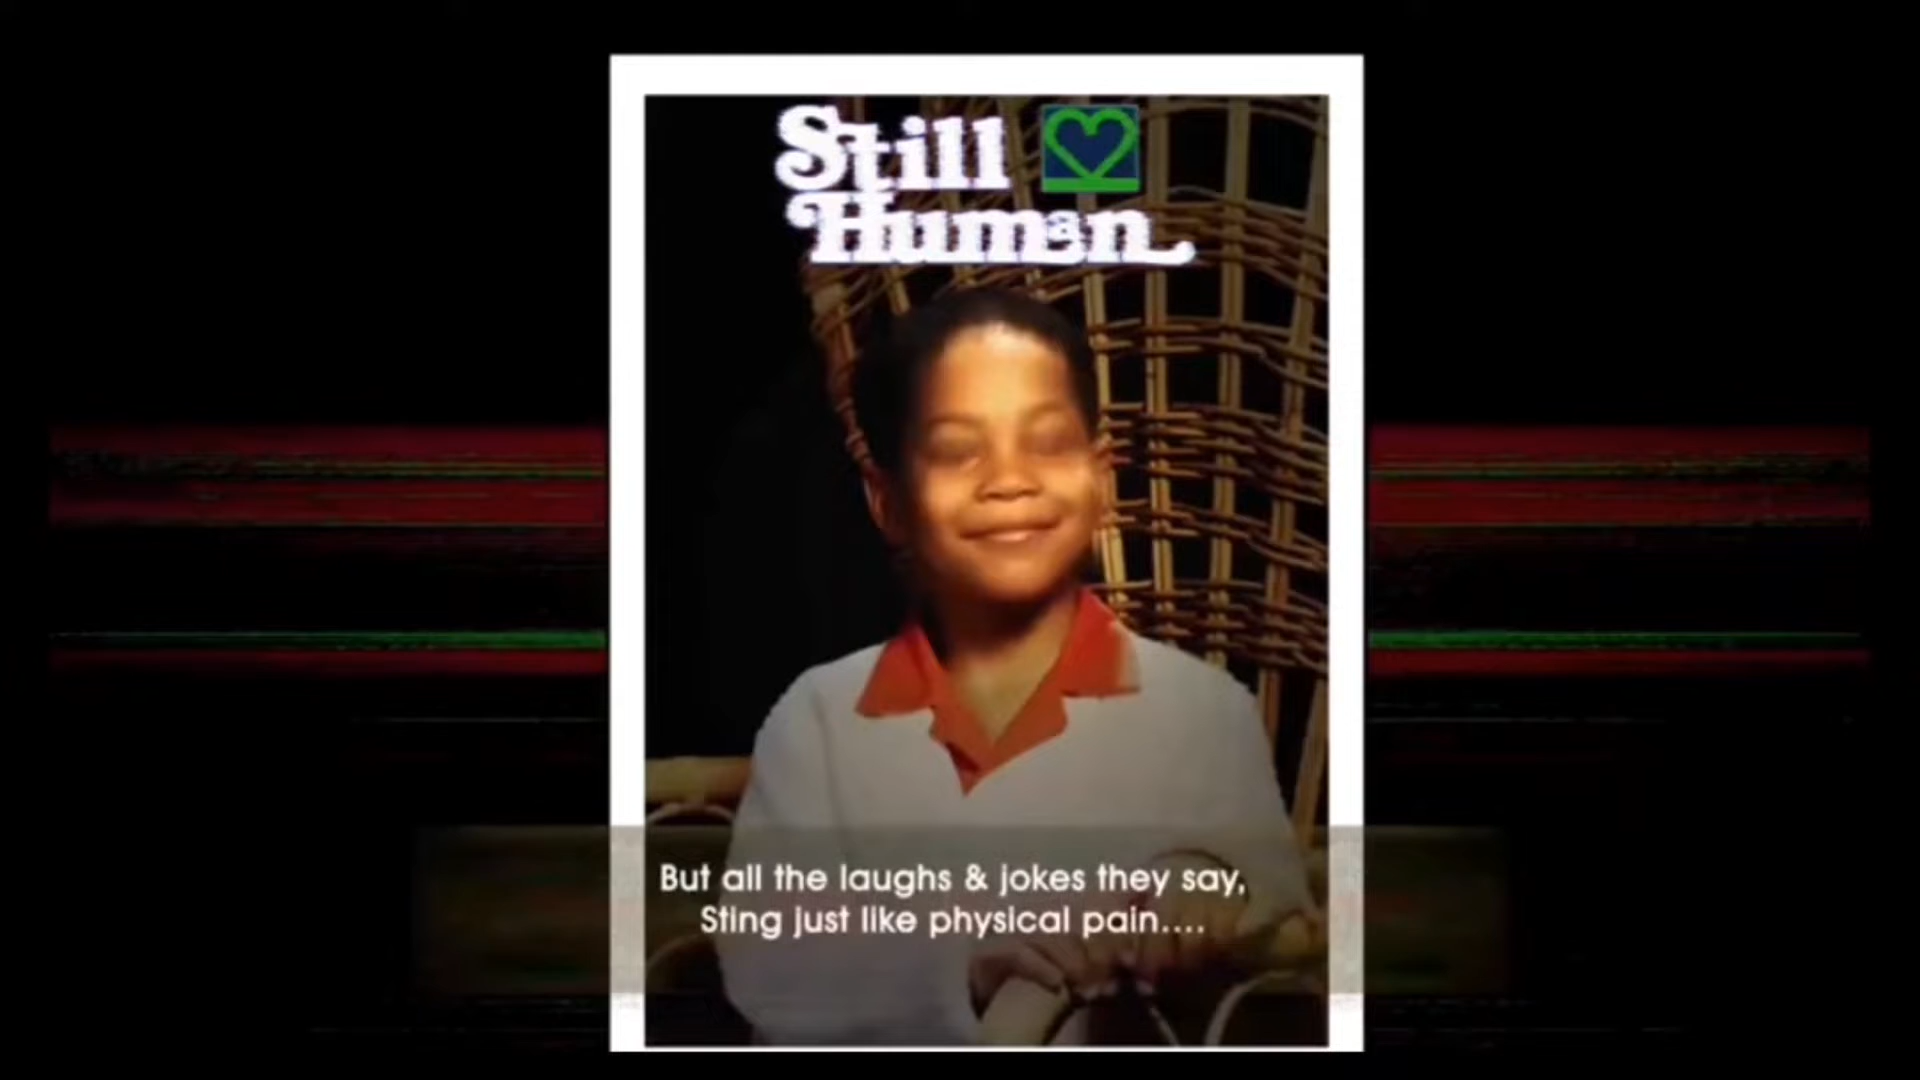 Still
Human
But all the laughs & jokes they say,
Sting just like physical pain....